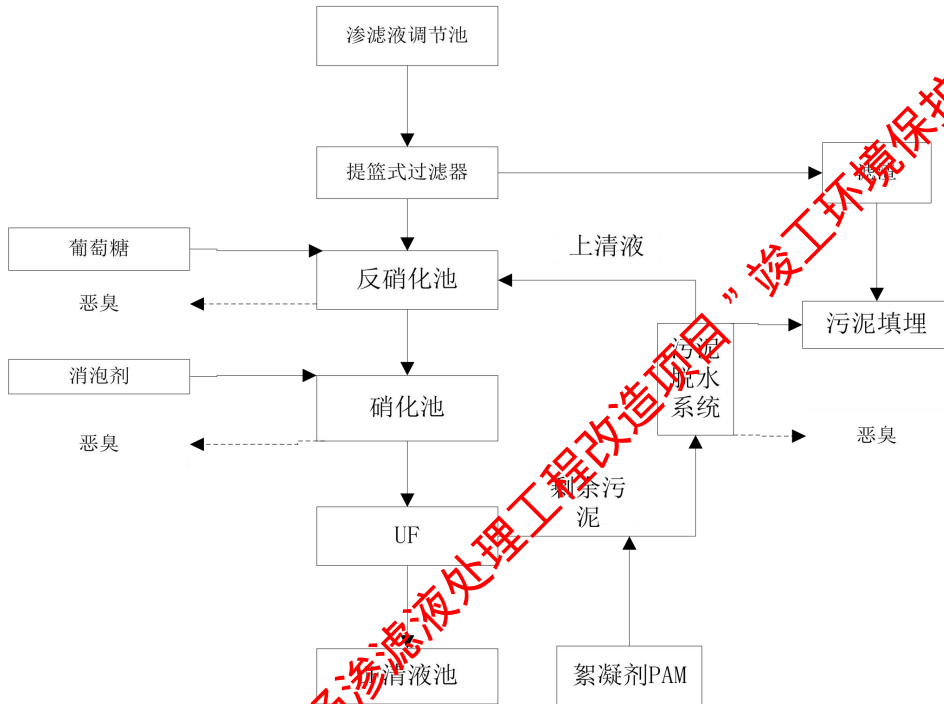 渗滤液调节池
提篮式过滤器
滤渣
葡萄糖
上清液
反硝化池
恶臭
污泥填埋
污泥
脱水
系统
消泡剂
硝化池
恶臭
恶臭
剩余污
泥
UF
清液池
絮凝剂PAM
渗滤液处理工程改造项目”竣工环境保护